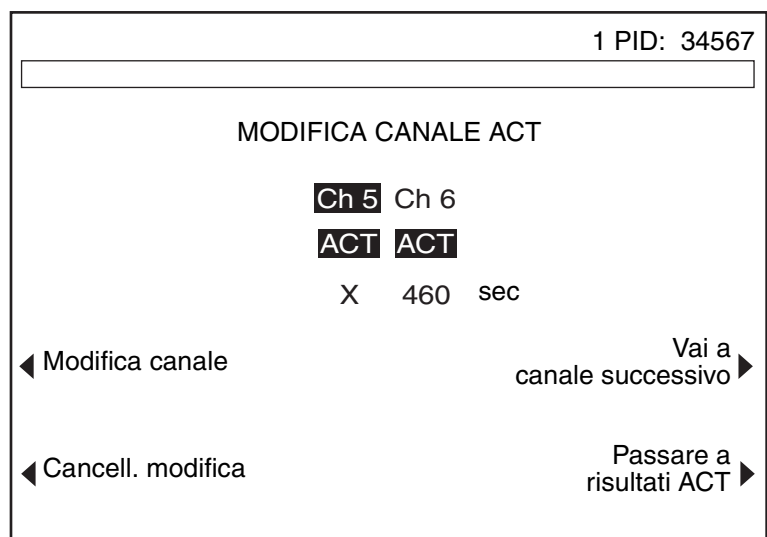 1 PID: 34567
MODIFICA CANALE ACT
Ch 5 Ch 6
ACT ACT
X 460 sec
Modifica canale
Vai a
canale successivo
Cancell. modifica
Passare a
risultati ACT